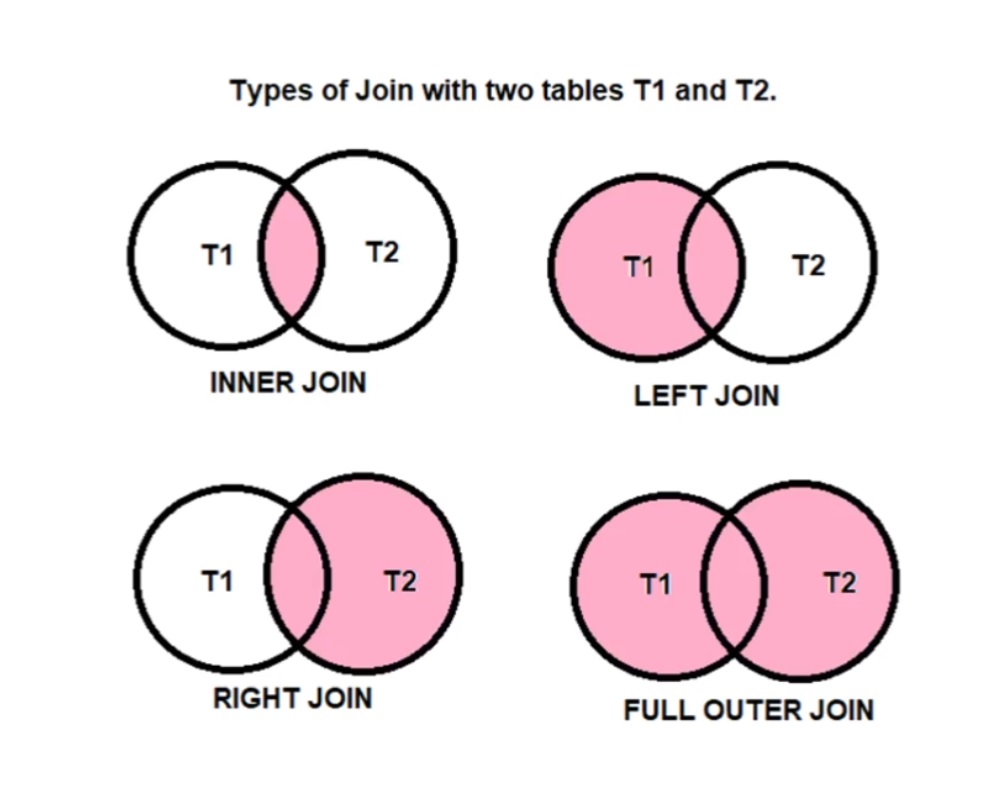 Types of Join with two tables T1 and T2.
T1
T2
INNER JOIN
T1
T2
LEFT JOIN
T1
T2
RIGHT JOIN
T1
T2
FULL OUTER JOIN